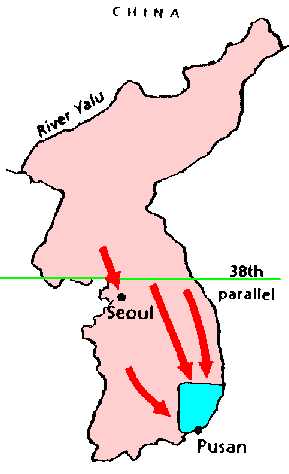 CHINA
River Yalu
38th
parallel
Seoul
Pusan